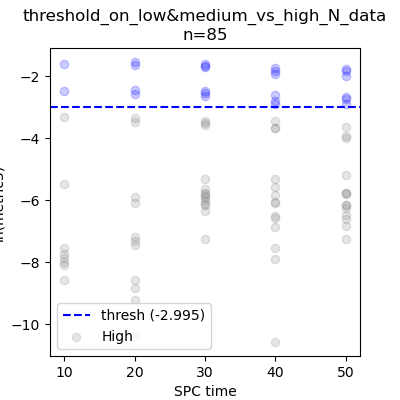 threshold_on_low&medium_vs_high_N_data
n=85
−2
−4
−6
−8
−10
thresh (-2.995)
High
10 20 30 40 50
SPC time